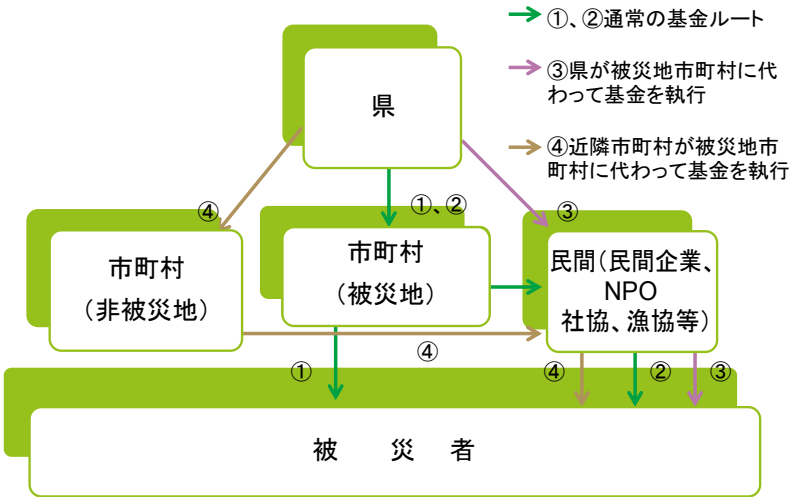 ①、②通常の基金ルート
③県が被災地市町村に代
わって基金を執行
④近隣市町村が被災地市
町村に代わって基金を執行
県
④
①、②
③
市町村
（非被災地）
市町村
（被災地）
民間（民間企業、
NPO
社協、漁協等）
④
①
④
②
③
被　災　者